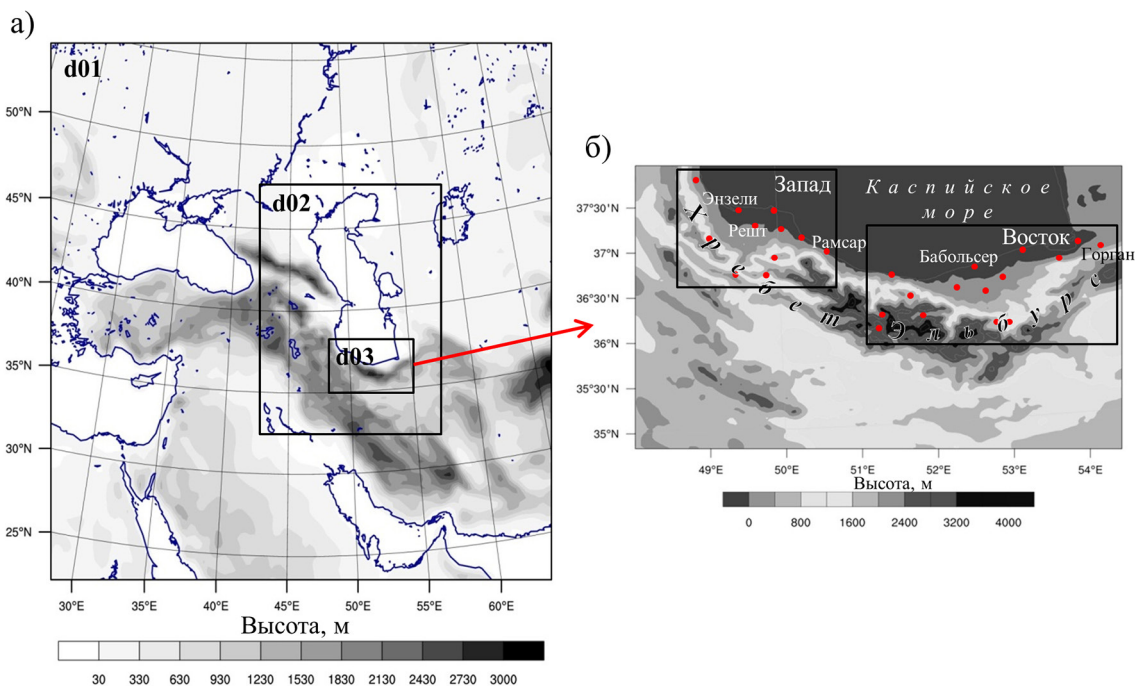 а)
d01
50°N
45°N
40°N
35°N
30°N
25°N
d02
d03
30°E 35°E 40°E 45°E 50°E 55°E 60°E
Высота, м
30 330 630 930 1230 1530 1830 2130 2430 2730 3000
б)
Запад
Каспийское
море
Энзели
Решт
Рамсар
Восток
Бабольсер
Горган
Хребет Эльбурс
37°30'N
37°N
36°30'N
36°N
35°30'N
35°N
49°E 50°E 51°E 52°E 53°E 54°E
Высота, м
0 800 1600 2400 3200 4000